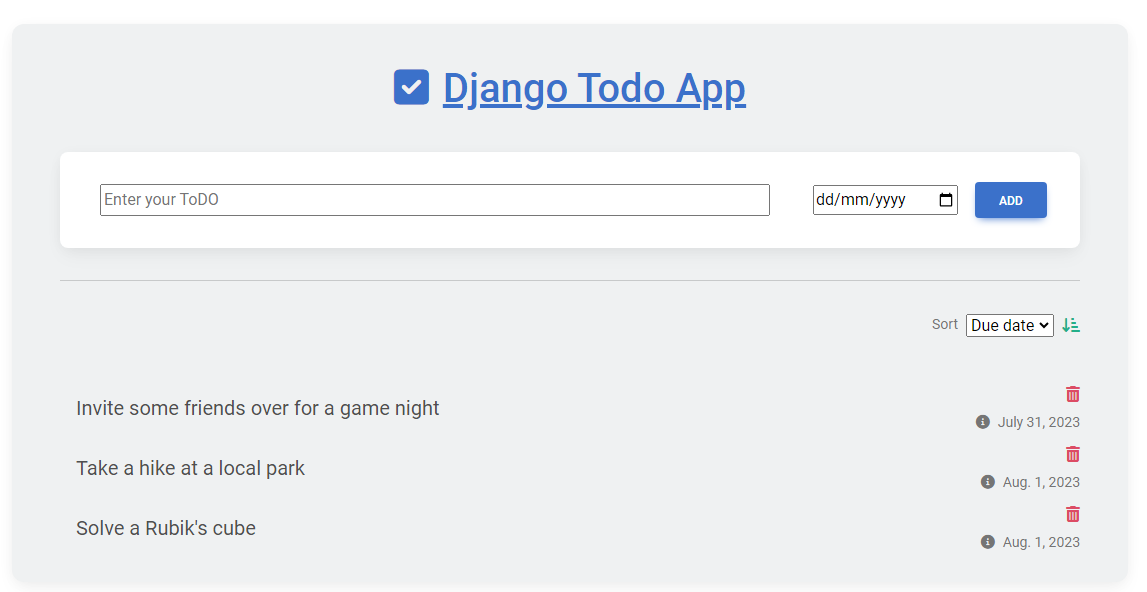 Django Todo App
Enter your ToDO dd/mm/yyyy ADD
Sort Due date
Invite some friends over for a game night
July 31, 2023
Take a hike at a local park
Aug. 1, 2023
Solve a Rubik's cube
Aug. 1, 2023